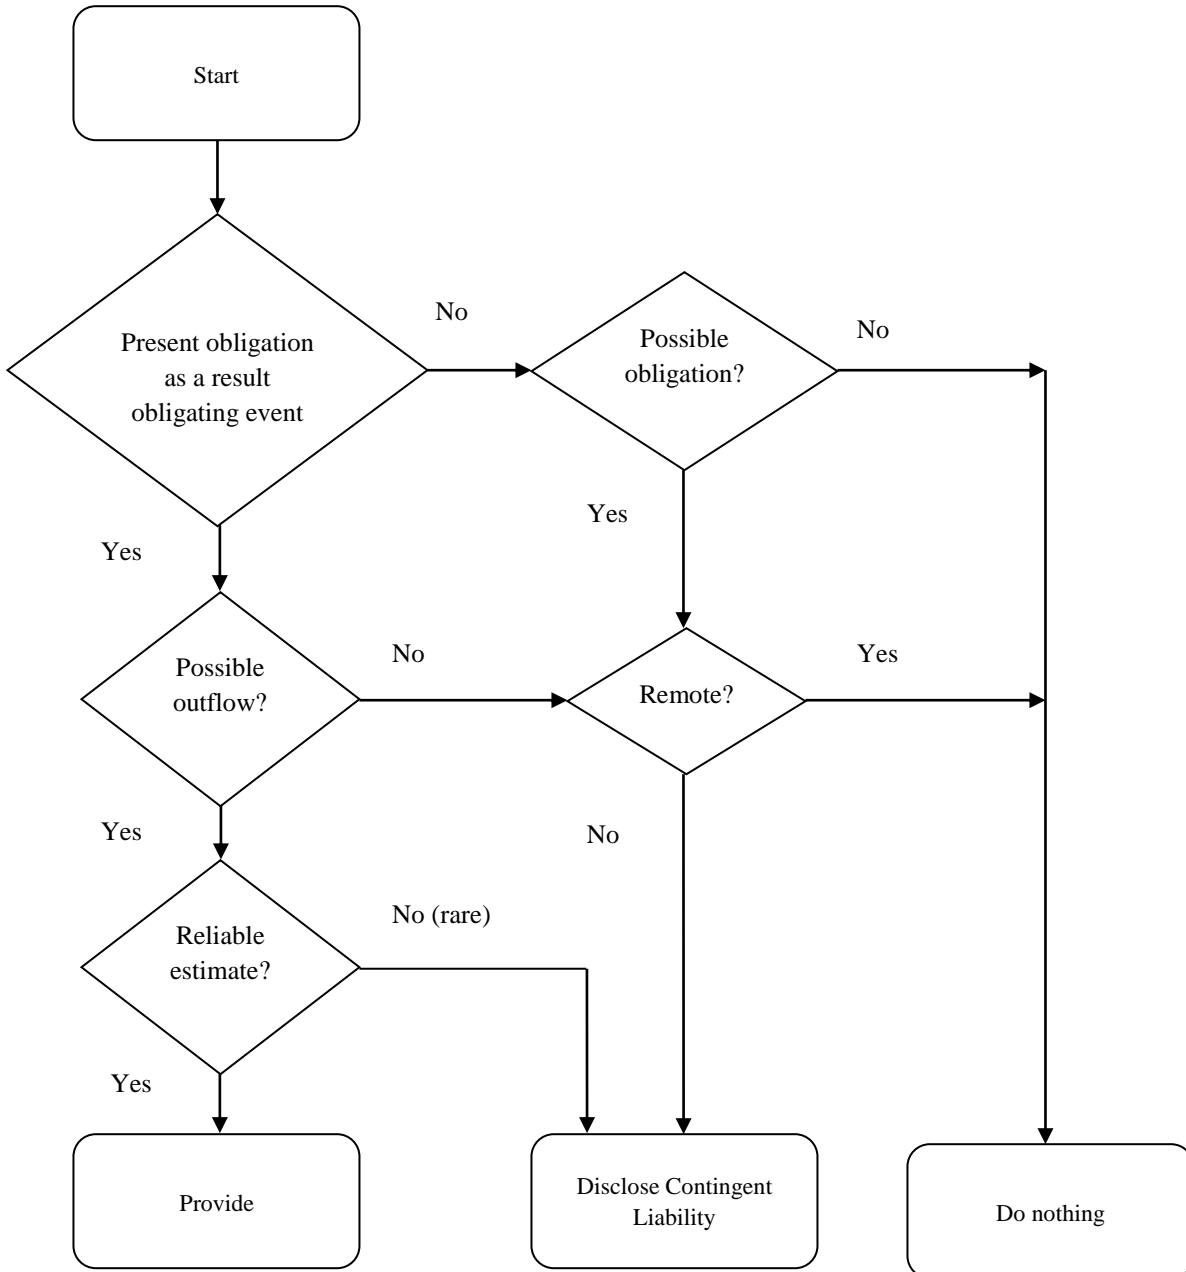 Start
No
Present obligation
as a result
obligating event
Possible
obligation?
No
Yes
Yes
Possible
outflow?
No
Remote?
Yes
Yes
No
Reliable
estimate?
No (rare)
Yes
Provide
Disclose Contingent
Liability
Do nothing